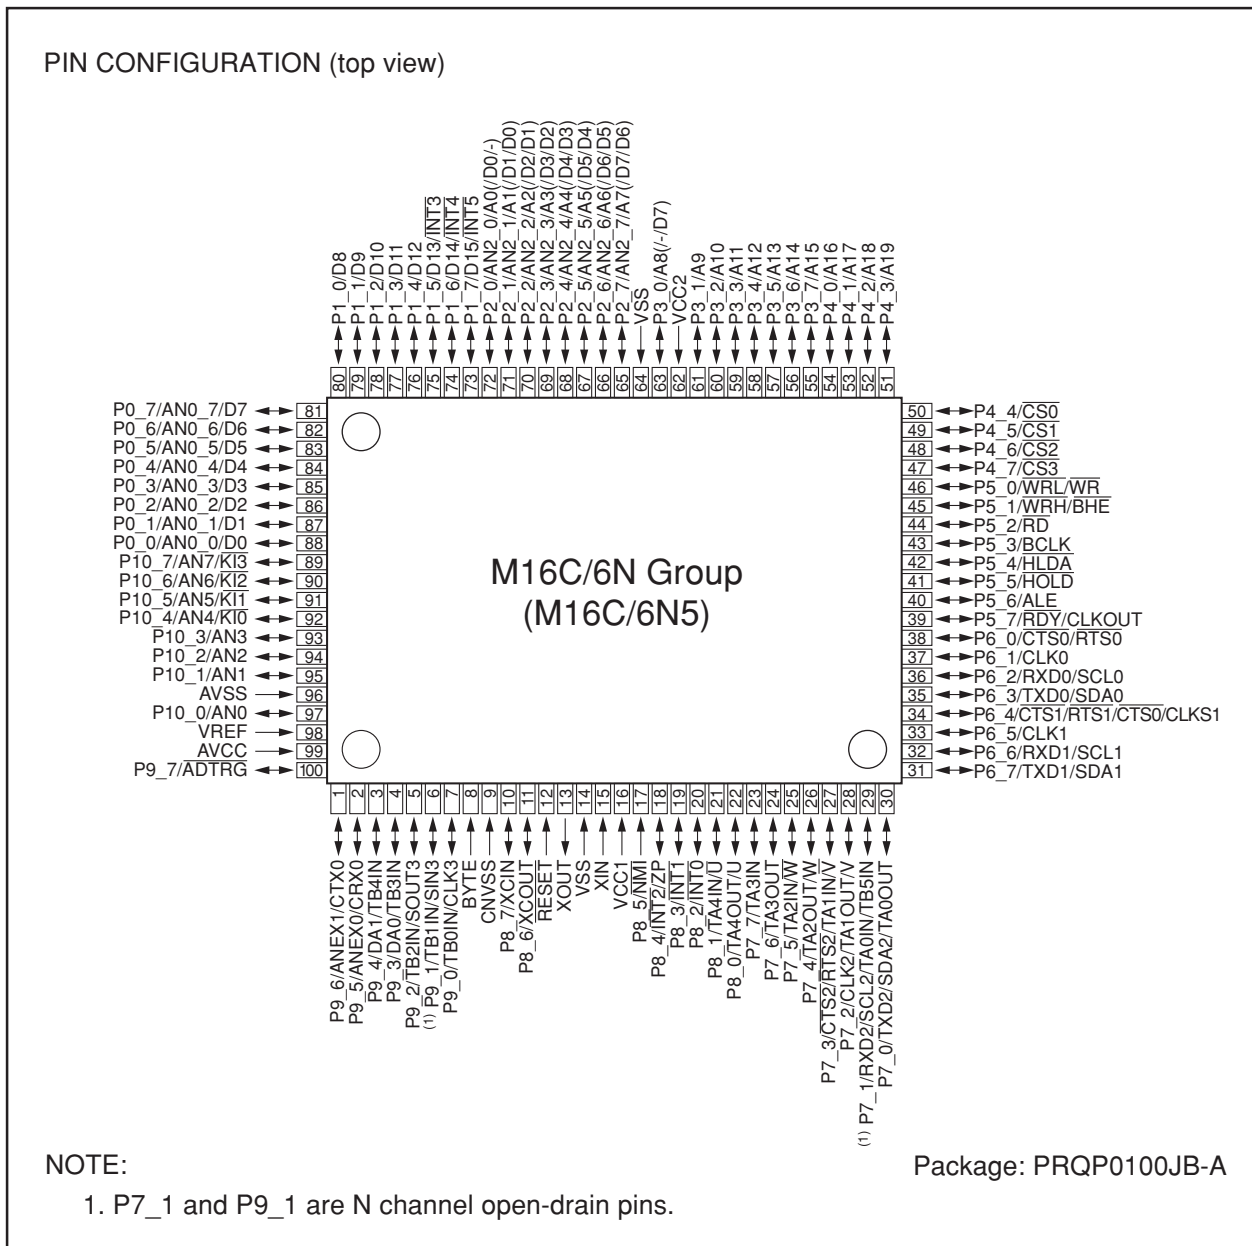 PIN CONFIGURATION (top view)
P1_0/D8
P1_1/D9
P1_2/D10
P1_3/D11
P1_4/D12
P1_5/D13/INT3
P1_6/D14/INT4
P1_7/D15/INT5
P2_0/AN2_0/A0(/D0/-)
P2_1/AN2_1/A1(/D1/D0)
P2_2/AN2_2/A2(/D2/D1)
P2_3/AN2_3/A3(/D3/D2)
P2_4/AN2_4/A4(/D4/D3)
P2_5/AN2_5/A5(/D5/D4)
P2_6/AN2_6/A6(/D6/D5)
P2_7/AN2_7/A7(/D7/D6)
VSS
P3_0/A8(/-/D7)
VCC2
P3_1/A9
P3_2/A10
P3_3/A11
P3_4/A12
P3_5/A13
P3_6/A14
P3_7/A15
P4_0/A16
P4_1/A17
P4_2/A18
P4_3/A19
80 79 78 77 76 75 74 73 72 71 70 69 68 67 66 65 64 63 62 61 60 59 58 57 56 55 54 53 52 51
P0_7/AN0_7/D7 81
P0_6/AN0_6/D6 82
P0_5/AN0_5/D5 83
P0_4/AN0_4/D4 84
P0_3/AN0_3/D3 85
P0_2/AN0_2/D2 86
P0_1/AN0_1/D1 87
P0_0/AN0_0/D0 88
P10_7/AN7/KI3 89
P10_6/AN6/KI2 90
P10_5/AN5/KI1 91
P10_4/AN4/KI0 92
P10_3/AN3 93
P10_2/AN2 94
P10_1/AN1 95
AVSS 96
P10_0/AN0 97
VREF 98
AVCC 99
P9_7/ADTRG 100
M16C/6N Group
(M16C/6N5)
50 P4_4/CS0
49 P4_5/CS1
48 P4_6/CS2
47 P4_7/CS3
46 P5_0/WRL/WR
45 P5_1/WRH/BHE
44 P5_2/RD
43 P5_3/BCLK
42 P5_4/HLDA
41 P5_5/HOLD
40 P5_6/ALE
39 P5_7/RDY/CLKOUT
38 P6_0/CTS0/RTS0
37 P6_1/CLK0
36 P6_2/RXD0/SCL0
35 P6_3/TXD0/SDA0
34 P6_4/CTS1/RTS1/CTS0/CLKS1
33 P6_5/CLK1
32 P6_6/RXD1/SCL1
31 P6_7/TXD1/SDA1
1 2 3 4 5 6 7 8 9 10 11 12 13 14 15 16 17 18 19 20 21 22 23 24 25 26 27 28 29 30
P9_6/ANEX1/CTX0
P9_5/ANEX0/CRX0
P9_4/DA1/TB4IN
P9_3/DA0/TB3IN
P9_2/TB2IN/SOUT3
(1) P9_1/TB1IN/SIN3
P9_0/TB0IN/CLK3
BYTE
CNVSS
P8_7/XCIN
P8_6/XCOUT
RESET
XOUT
VSS
XIN
VCC1
P8_5/NMI
P8_4/INT2/ZP
P8_3/INT1
P8_2/INT0
P8_1/TA4IN/U
P8_0/TA4OUT/U
P7_7/TA3IN
P7_6/TA3OUT
P7_5/TA2IN/W
P7_4/TA2OUT/W
P7_3/CTS2/RTS2/TA1IN/V
P7_2/CLK2/TA1OUT/V
(1) P7_1/RXD2/SCL2/TA0IN/TB5IN
P7_0/TXD2/SDA2/TA0OUT
NOTE:
1. P7_1 and P9_1 are N channel open-drain pins.
Package: PRQP0100JB-A